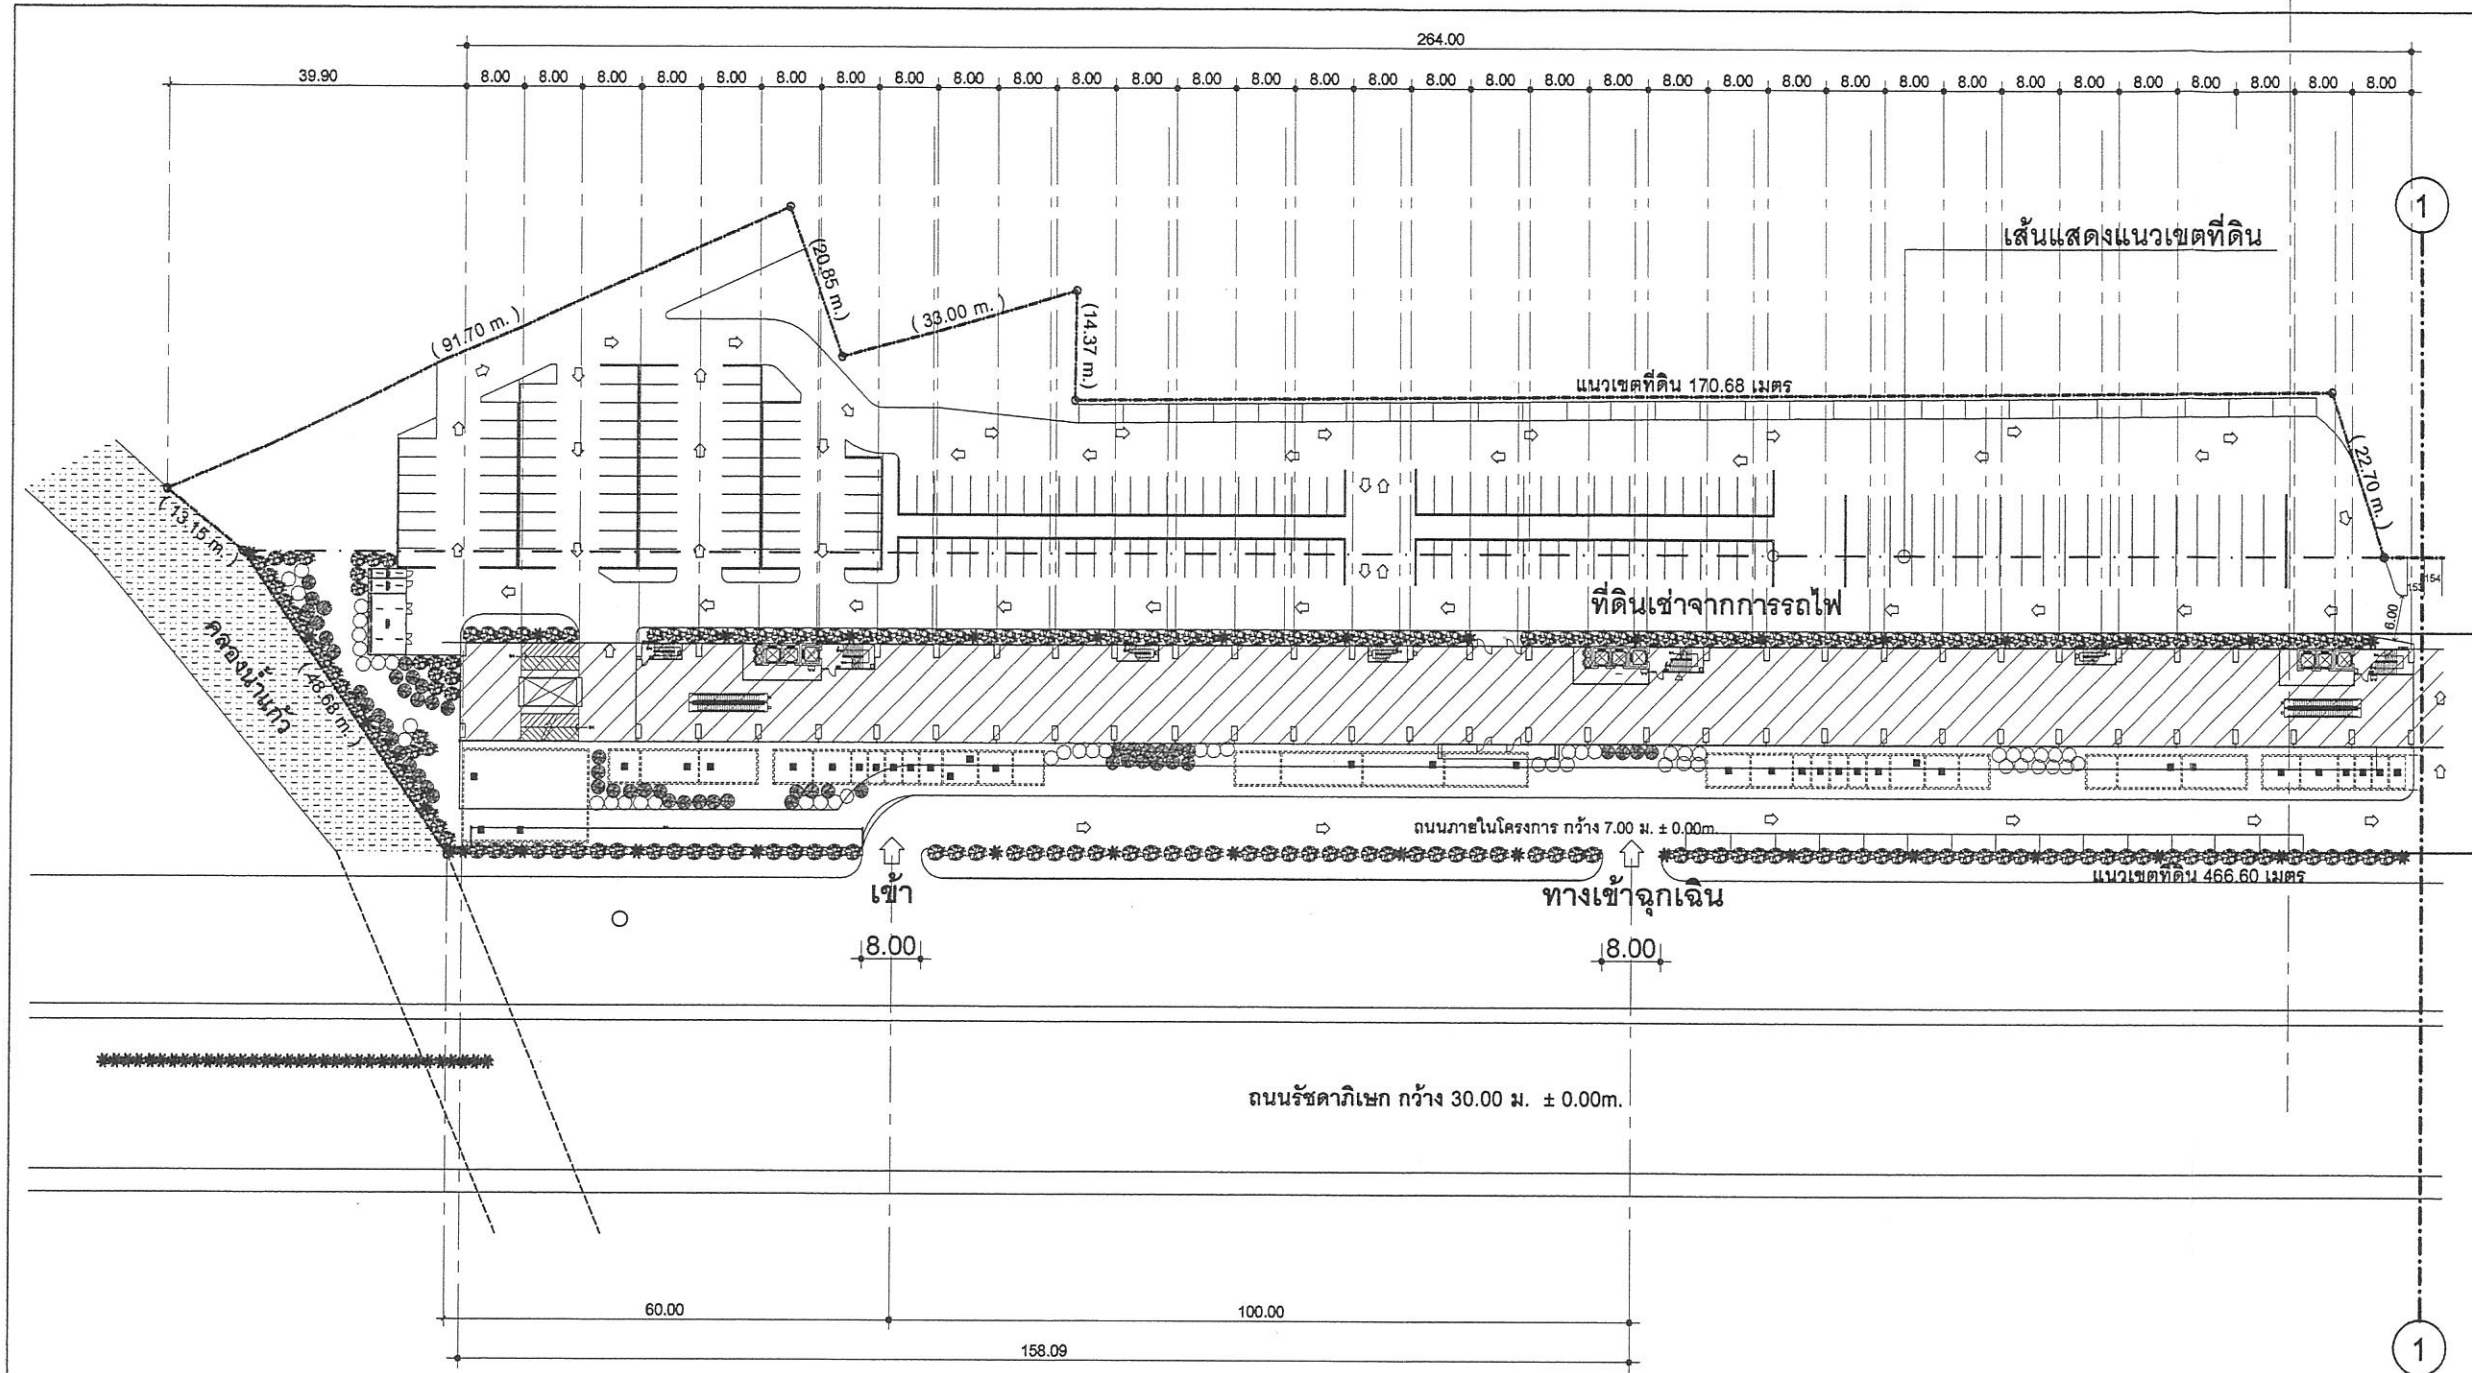 264.00
39.90 8.00 8.00 8.00 8.00 8.00 8.00 8.00 8.00 8.00 8.00 8.00 8.00 8.00 8.00 8.00 8.00 8.00 8.00 8.00 8.00 8.00 8.00 8.00 8.00 8.00 8.00 8.00 8.00 8.00 8.00 8.00 8.00 8.00
1
เส้นแสดงแนวเขตที่ดิน
(20.85 m.)
( 33.00 m. )
(14.37 m.)
( 91.70 m. )
แนวเขตที่ดิน 170.68 เมตร
( 22.70 m. )
( 13.15 m. )
154
153
ที่ดินเช่าจากการรถไฟ
6.00
คลองน้ำแก้ว
( 48.68 m. )
ถนนภายในโครงการ กว้าง 7.00 ม. ± 0.00m.
แนวเขตที่ดิน 466.60 เมตร
เข้า
ทางเข้าฉุกเฉิน
8.00
8.00
ถนนรัชดาภิเษก กว้าง 30.00 ม. ± 0.00m.
60.00
100.00
158.09
1